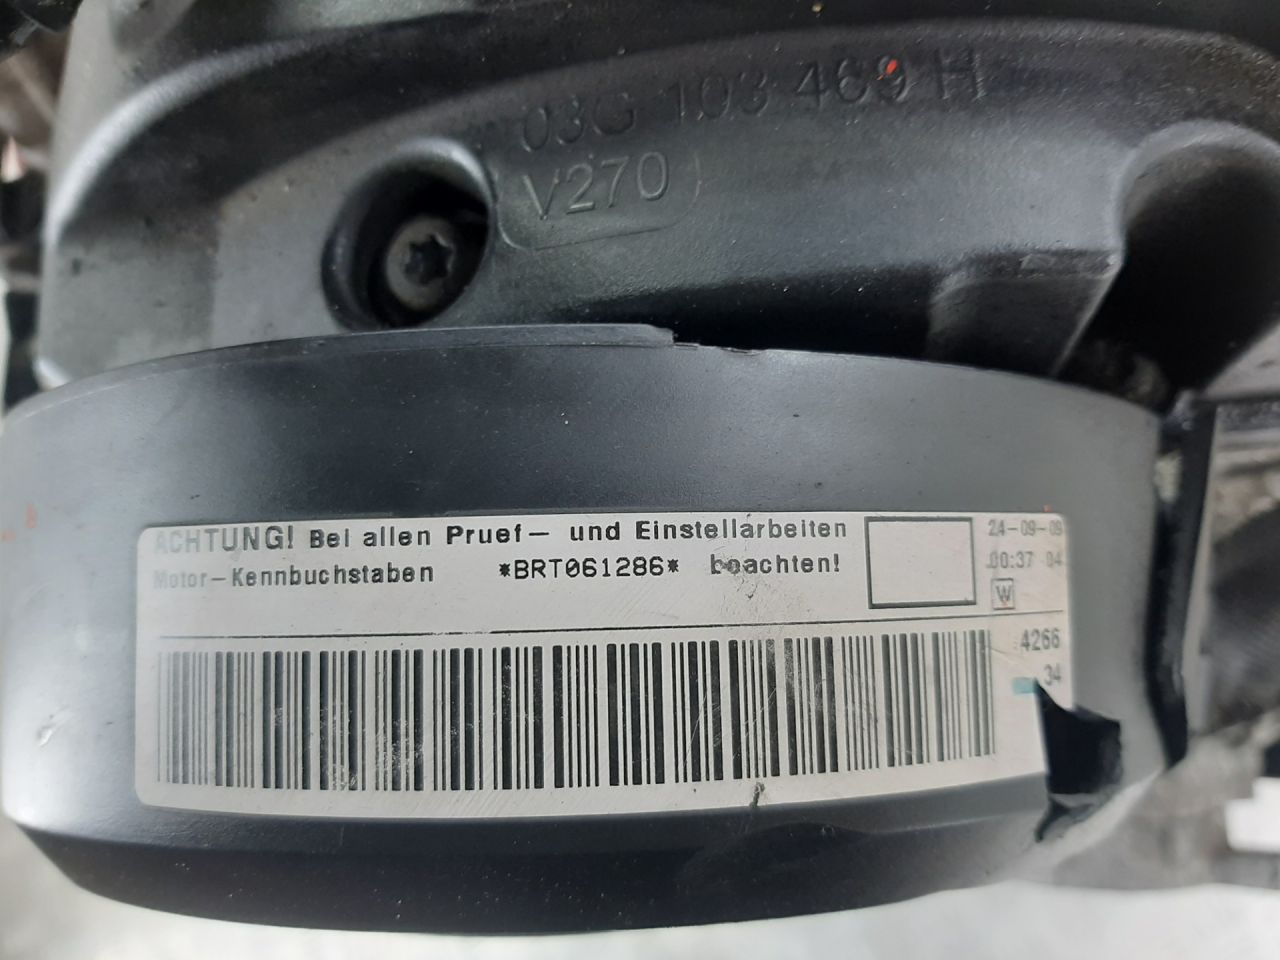 03G 103 469 H
V270
ACHTUNG! Bei allen Pruef- und Einstellarbeiten
Motor-Kennbuchstaben *BRT061286* beachten!
24-09-09
00:37 04
W
4266
34